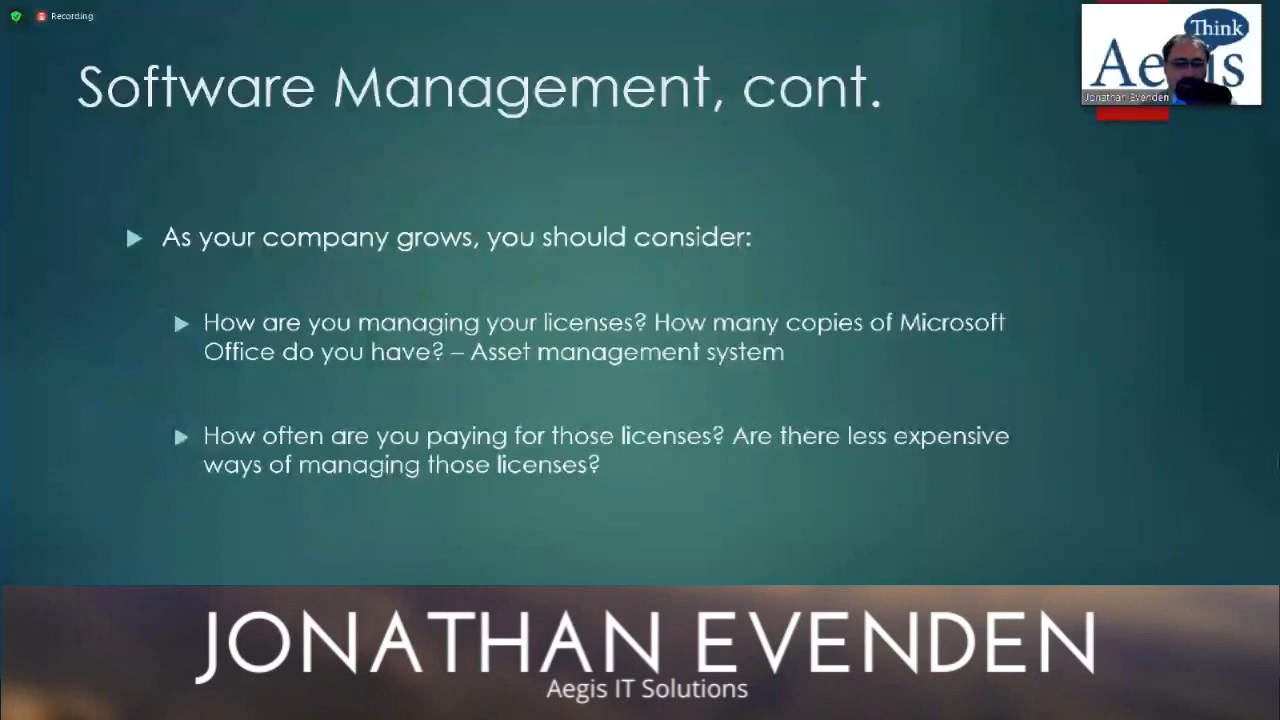 Recording
Think
Software Management, cont.
Jonathan Evenden
As your company grows, you should consider:
How are you managing your licenses? How many copies of Microsoft
Office do you have? – Asset management system
How often are you paying for those licenses? Are there less expensive
ways of managing those licenses?
JONATHAN EVENDEN
Aegis IT Solutions